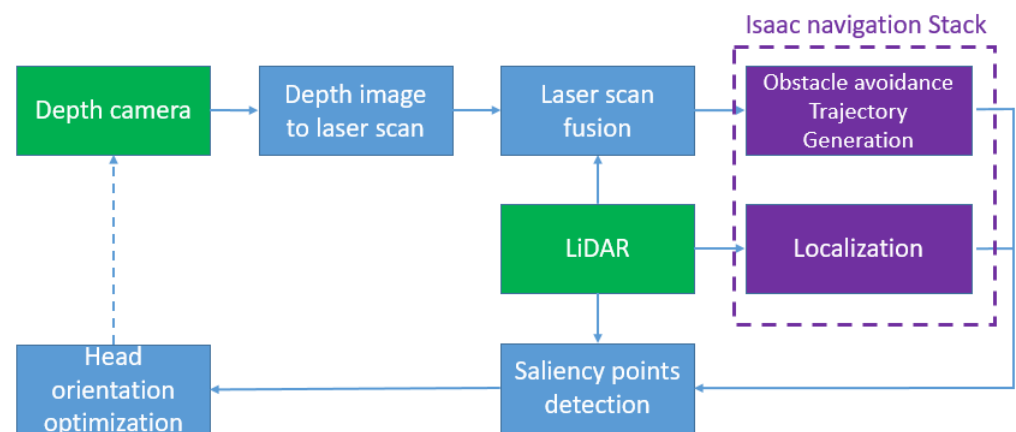 Isaac navigation Stack
Depth camera
Depth image
to laser scan
Laser scan
fusion
Obstacle avoidance
Trajectory
Generation
LiDAR
Localization
Head
orientation
optimization
Saliency points
detection